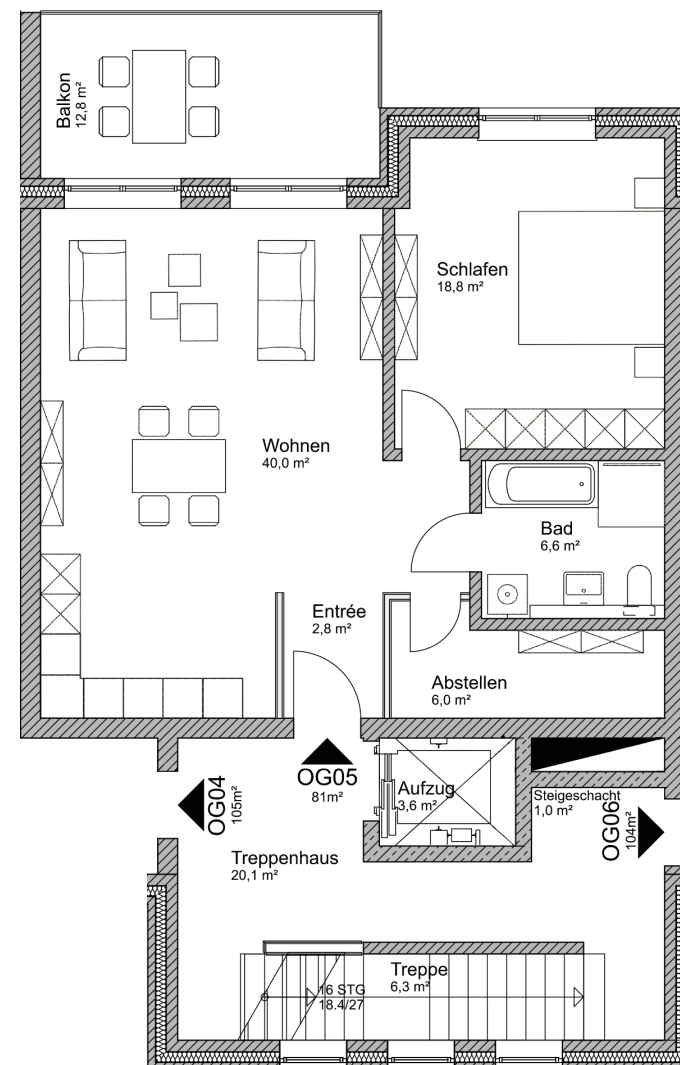 Balkon
12,8 m²
Schlafen
18,8 m²
Wohnen
40,0 m²
Bad
6,6 m²
Entrée
2,8 m²
Abstellen
6,0 m²
OG04
105m²
OG05
81m²
Aufzug
3,6 m²
Steigeschacht
1,0 m²
OG06
104m²
Treppenhaus
20,1 m²
Treppe
6,3 m²
16 STG
18.4/27